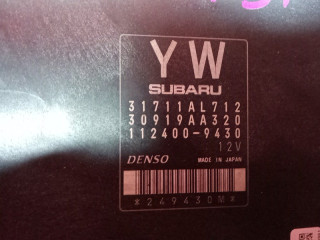 YW
SUBARU
31711AL712
30919AA320
112400-9430
12V
DENSO MADE IN JAPAN
*249430M*